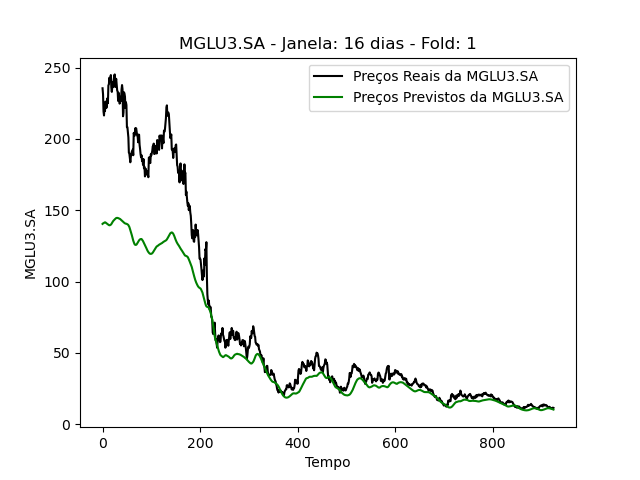 MGLU3.SA - Janela: 16 dias - Fold: 1
Preços Reais da MGLU3.SA
Preços Previstos da MGLU3.SA
250
200
150
100
50
0
MGLU3.SA
0 200 400 600 800
Tempo